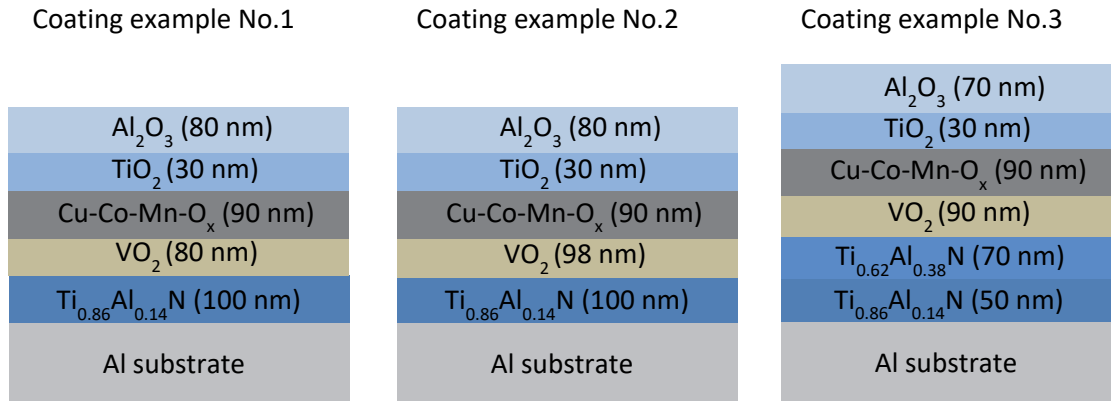 Coating example No.1
Al₂O₃ (80 nm)
TiO₂ (30 nm)
Cu-Co-Mn-Oₓ (90 nm)
VO₂ (80 nm)
Ti₀.₈₆Al₀.₁₄N (100 nm)
Al substrate
Coating example No.2
Al₂O₃ (80 nm)
TiO₂ (30 nm)
Cu-Co-Mn-Oₓ (90 nm)
VO₂ (98 nm)
Ti₀.₈₆Al₀.₁₄N (100 nm)
Al substrate
Coating example No.3
Al₂O₃ (70 nm)
TiO₂ (30 nm)
Cu-Co-Mn-Oₓ (90 nm)
VO₂ (90 nm)
Ti₀.₆₂Al₀.₃₈N (70 nm)
Ti₀.₈₆Al₀.₁₄N (50 nm)
Al substrate